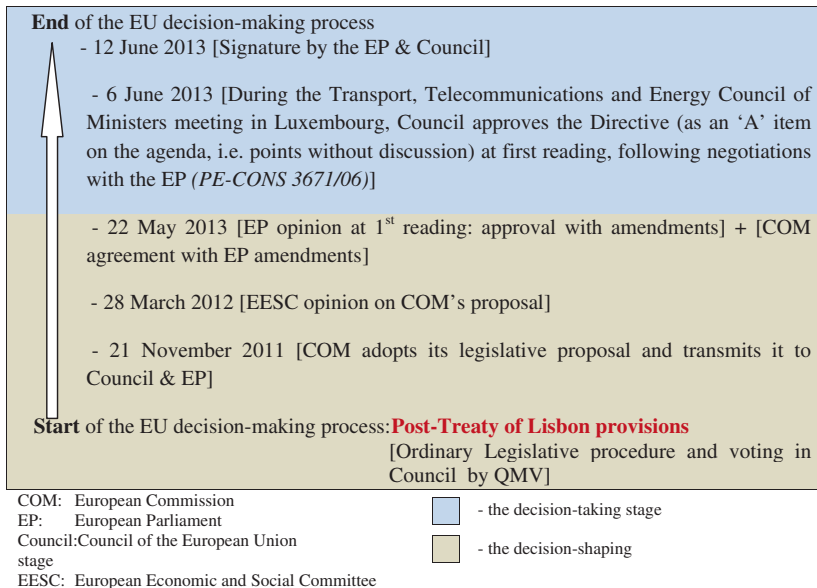 End of the EU decision-making process
- 12 June 2013 [Signature by the EP & Council]
- 6 June 2013 [During the Transport, Telecommunications and Energy Council of
Ministers meeting in Luxembourg, Council approves the Directive (as an ‘A’ item
on the agenda, i.e. points without discussion) at first reading, following negotiations
with the EP (PE-CONS 3671/06)]
- 22 May 2013 [EP opinion at 1st reading: approval with amendments] + [COM
agreement with EP amendments]
- 28 March 2012 [EESC opinion on COM’s proposal]
- 21 November 2011 [COM adopts its legislative proposal and transmits it to
Council & EP]
Start of the EU decision-making process:Post-Treaty of Lisbon provisions
[Ordinary Legislative procedure and voting in
Council by QMV]
COM: European Commission
EP: European Parliament
Council:Council of the European Union
stage
EESC: European Economic and Social Committee
- the decision-taking stage
- the decision-shaping